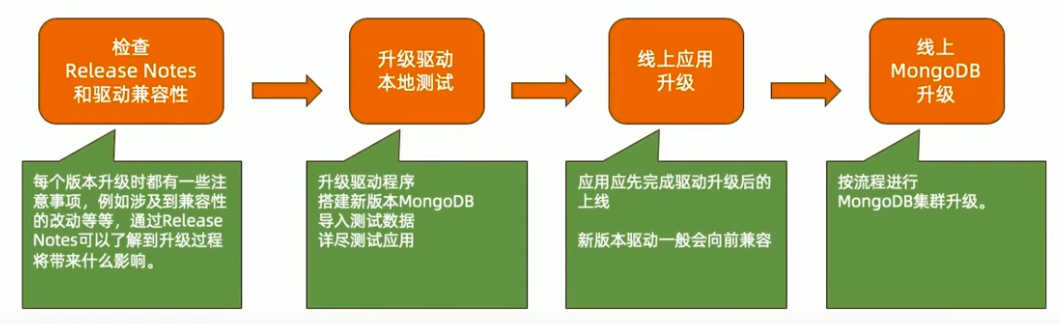 检查
Release Notes
和驱动兼容性
升级驱动
本地测试
线上应用
升级
线上
MongoDB
升级
每个版本升级时都有一些注
意事项，例如涉及到兼容性
的改动等等，通过Release
Notes可以了解到升级过程
将带来什么影响。
升级驱动程序
搭建新版本MongoDB
导入测试数据
详尽测试应用
应用应先完成驱动升级后的
上线
新版本驱动一般会向前兼容
按流程进行
MongoDB集群升级。